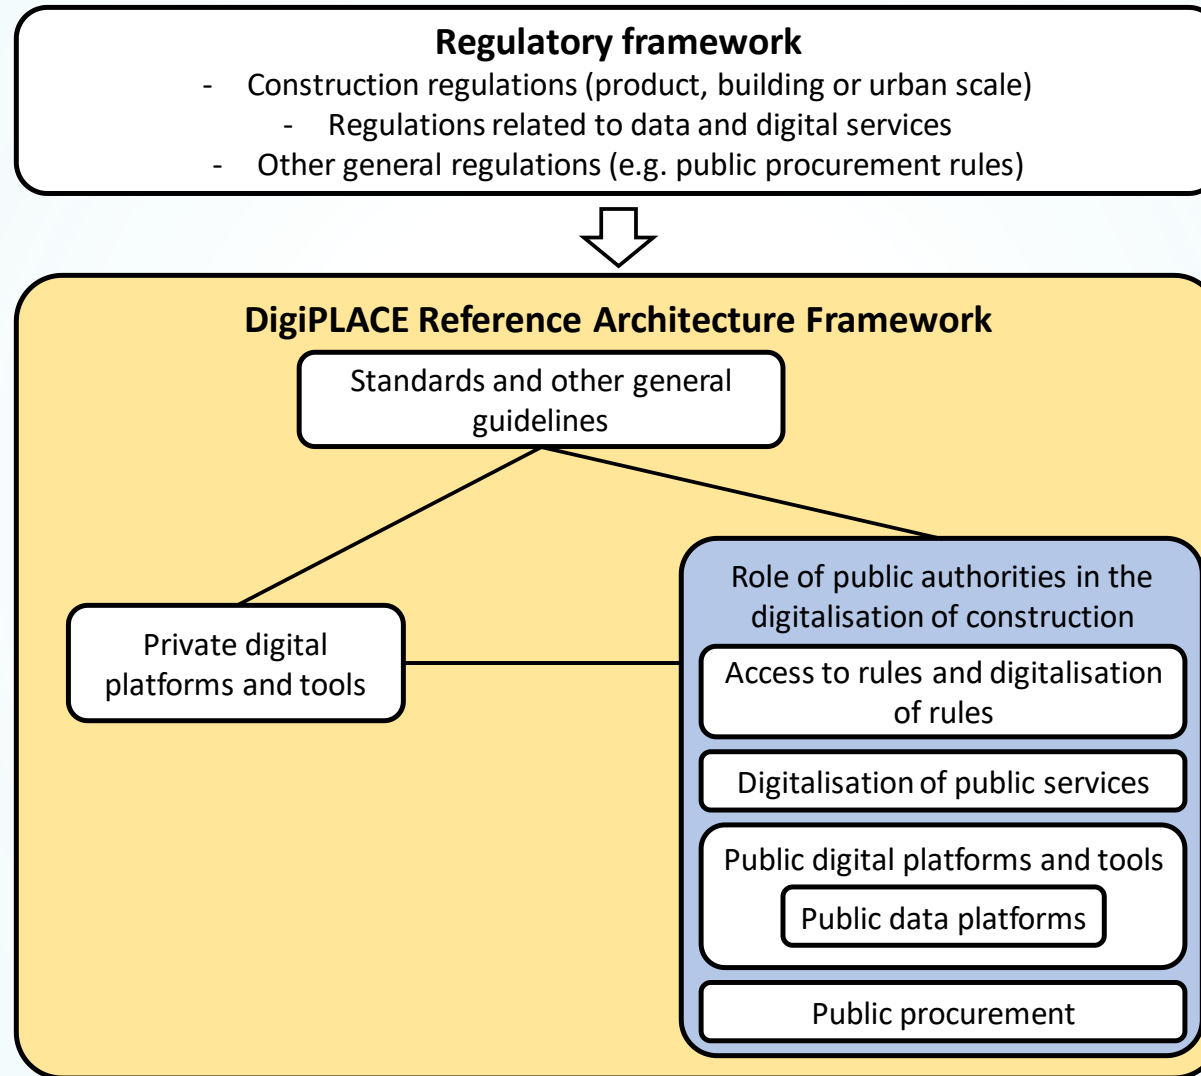 Regulatory framework
- Construction regulations (product, building or urban scale)
- Regulations related to data and digital services
- Other general regulations (e.g. public procurement rules)
DigiPLACE Reference Architecture Framework
Standards and other general
guidelines
Private digital
platforms and tools
Role of public authorities in the
digitalisation of construction
Access to rules and digitalisation
of rules
Digitalisation of public services
Public digital platforms and tools
Public data platforms
Public procurement